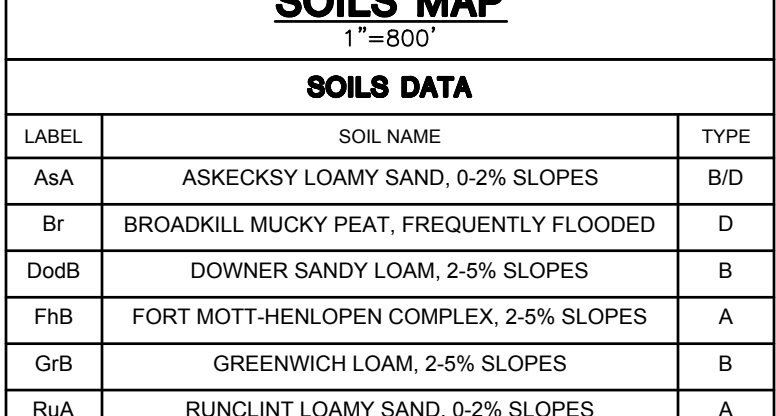 SOILS MAP
1"=800'
SOILS DATA
LABEL SOIL NAME TYPE
AsA ASKECKSY LOAMY SAND, 0-2% SLOPES B/D
Br BROADKILL MUCKY PEAT, FREQUENTLY FLOODED D
DodB DOWNER SANDY LOAM, 2-5% SLOPES B
FhB FORT MOTT-HENLOPEN COMPLEX, 2-5% SLOPES A
GrB GREENWICH LOAM, 2-5% SLOPES B
RuA RUNCLINT LOAMY SAND, 0-2% SLOPES A